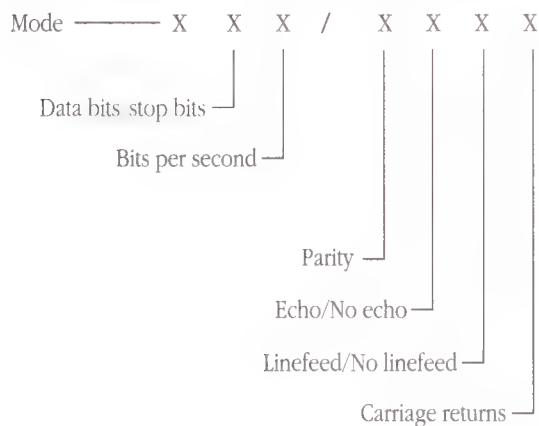 Mode X X X / X X X X
Data bits stop bits
Bits per second
Parity
Echo/No echo
Linefeed/No linefeed
Carriage returns